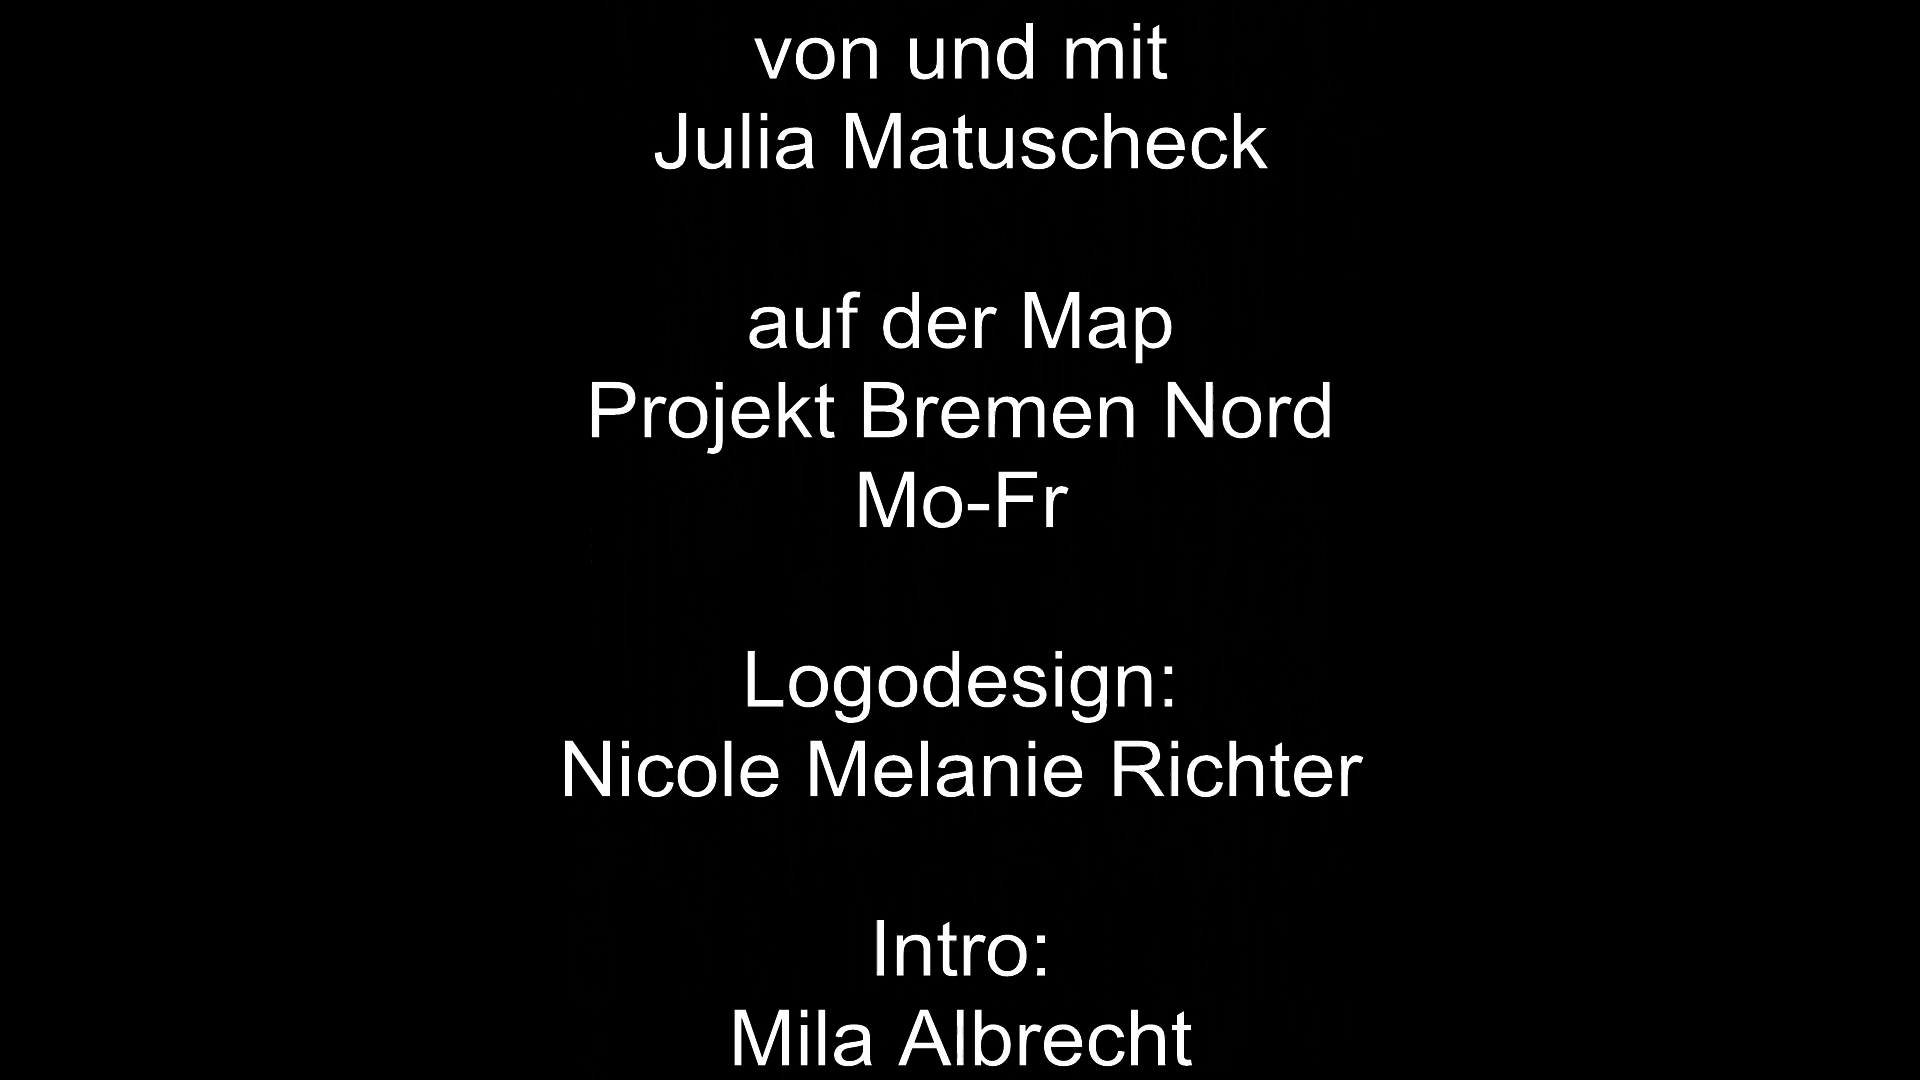 von und mit
Julia Matuscheck
auf der Map
Projekt Bremen Nord
Mo-Fr
Logodesign:
Nicole Melanie Richter
Intro:
Mila Albrecht